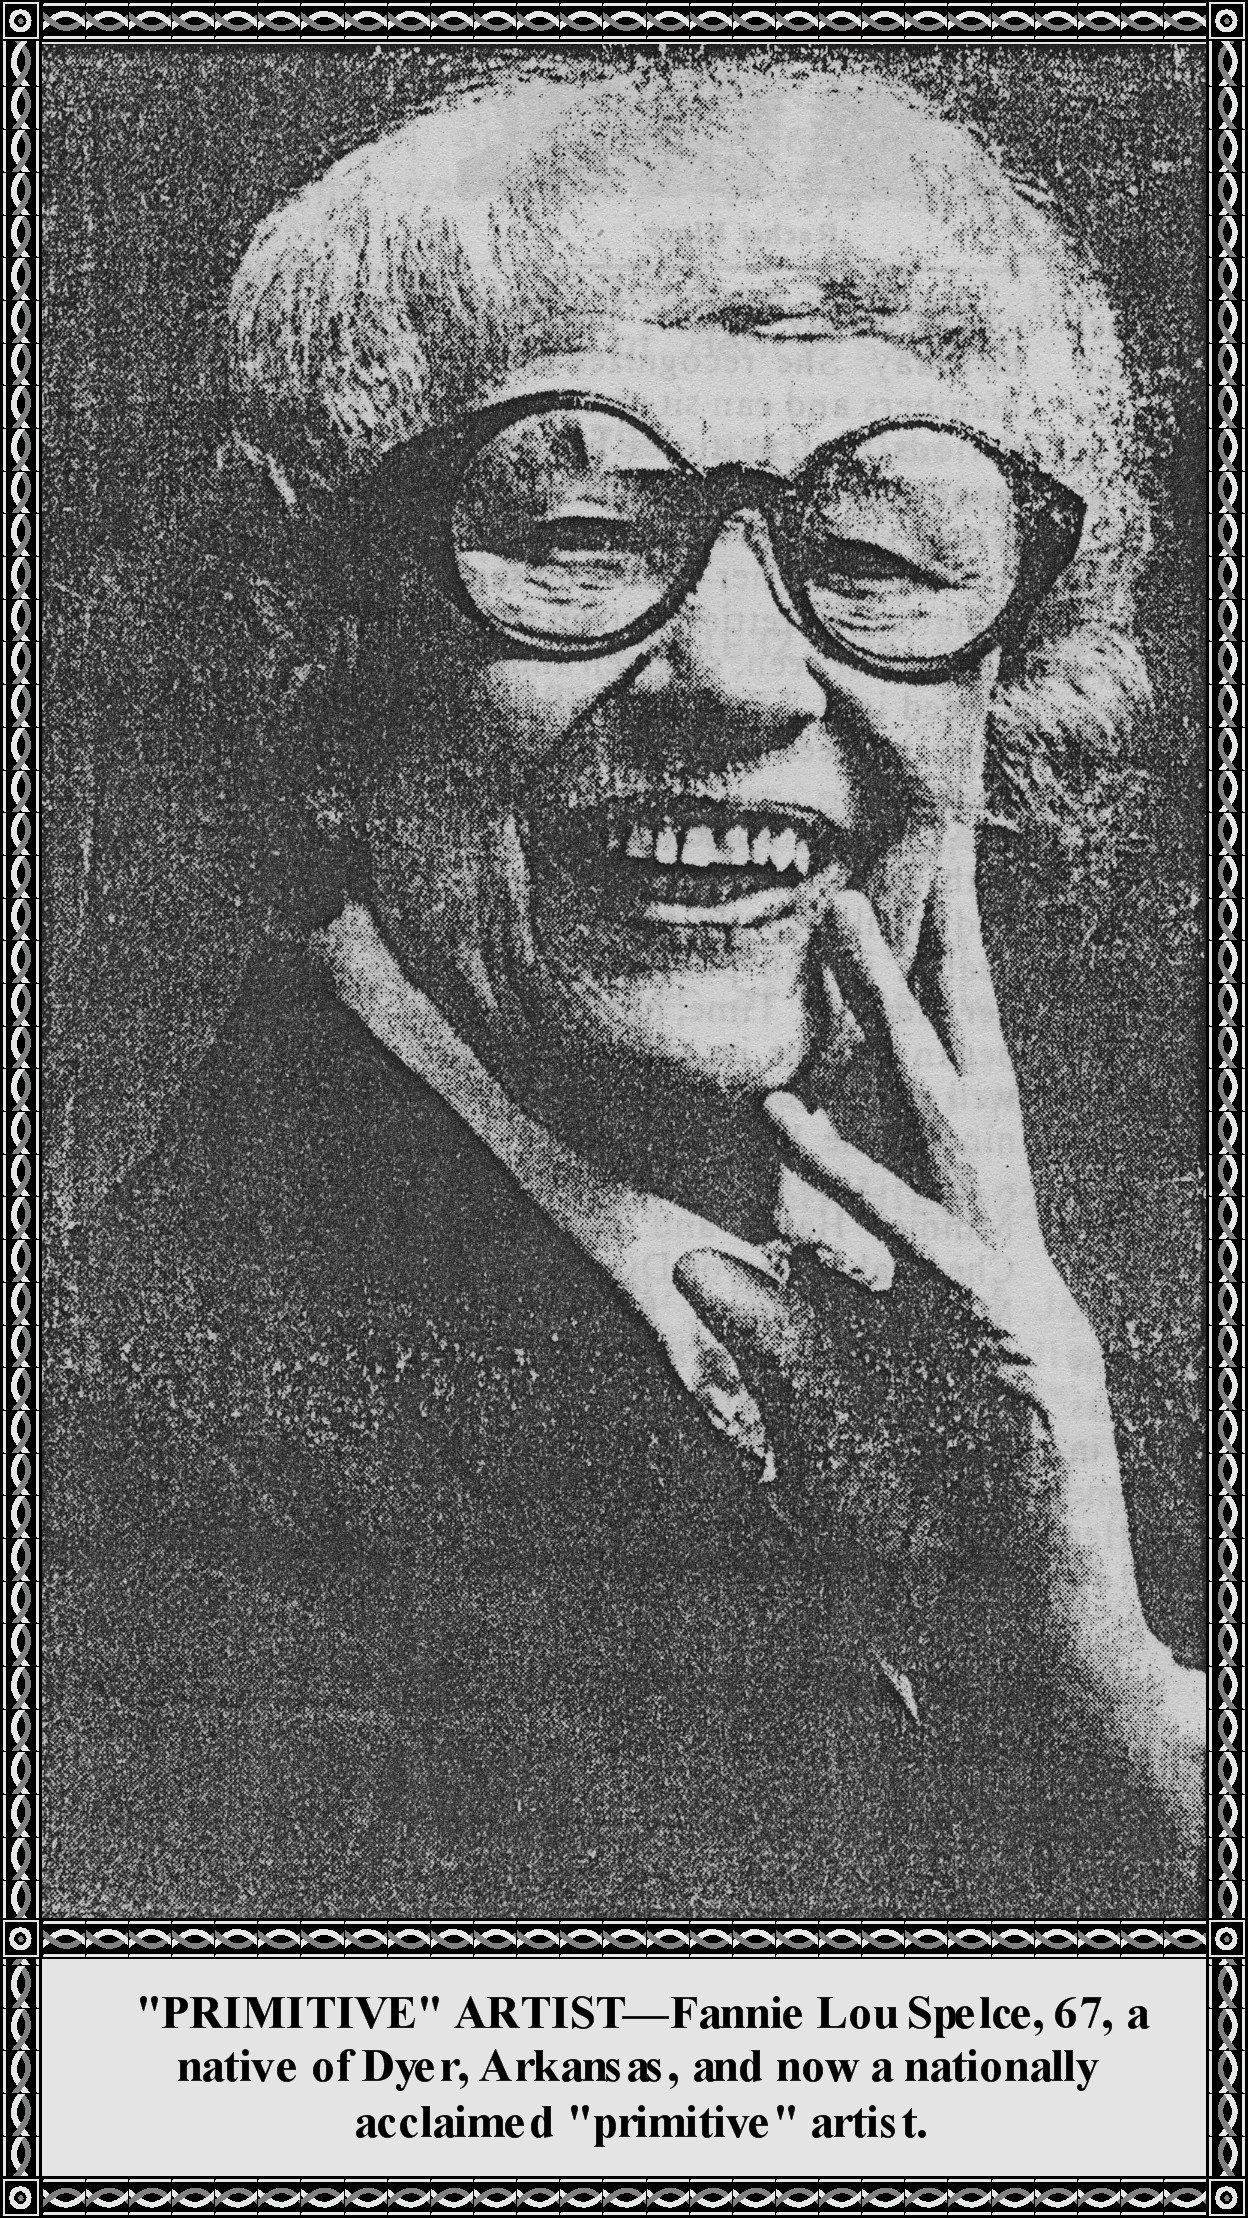 "PRIMITIVE" ARTIST—Fannie Lou Spelce, 67, a
native of Dyer, Arkansas, and now a nationally
acclaimed "primitive" artist.